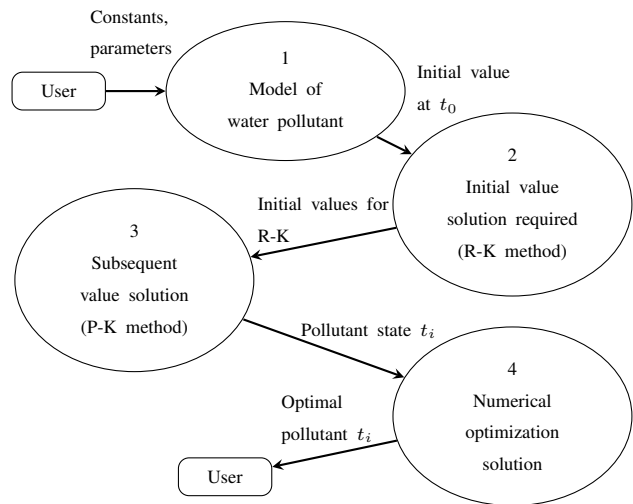 Constants,
parameters
User
1
Model of
water pollutant
Initial value
at t₀
2
Initial value
solution required
(R-K method)
Initial values for
R-K
3
Subsequent
value solution
(P-K method)
Pollutant state tᵢ
4
Numerical
optimization
solution
Optimal
pollutant tᵢ
User